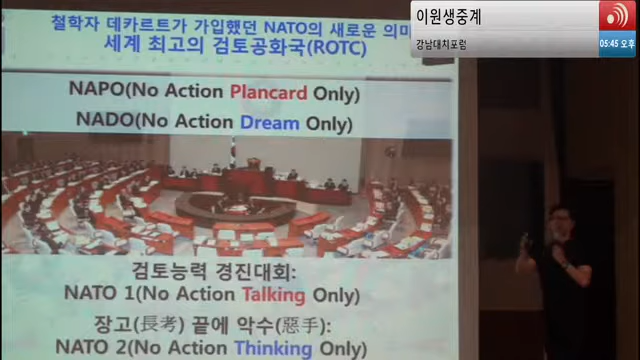 철학자 데카르트가 가입했던 NATO의 새로운 의미
세계 최고의 검토공화국(ROTC)
이원생중계
강남대치포럼
05:45 오후
NAPO(No Action Plancard Only)
NADO(No Action Dream Only)
검토능력 경진대회:
NATO 1(No Action Talking Only)
장고(長考) 끝에 악수(惡手):
NATO 2(No Action Thinking Only)